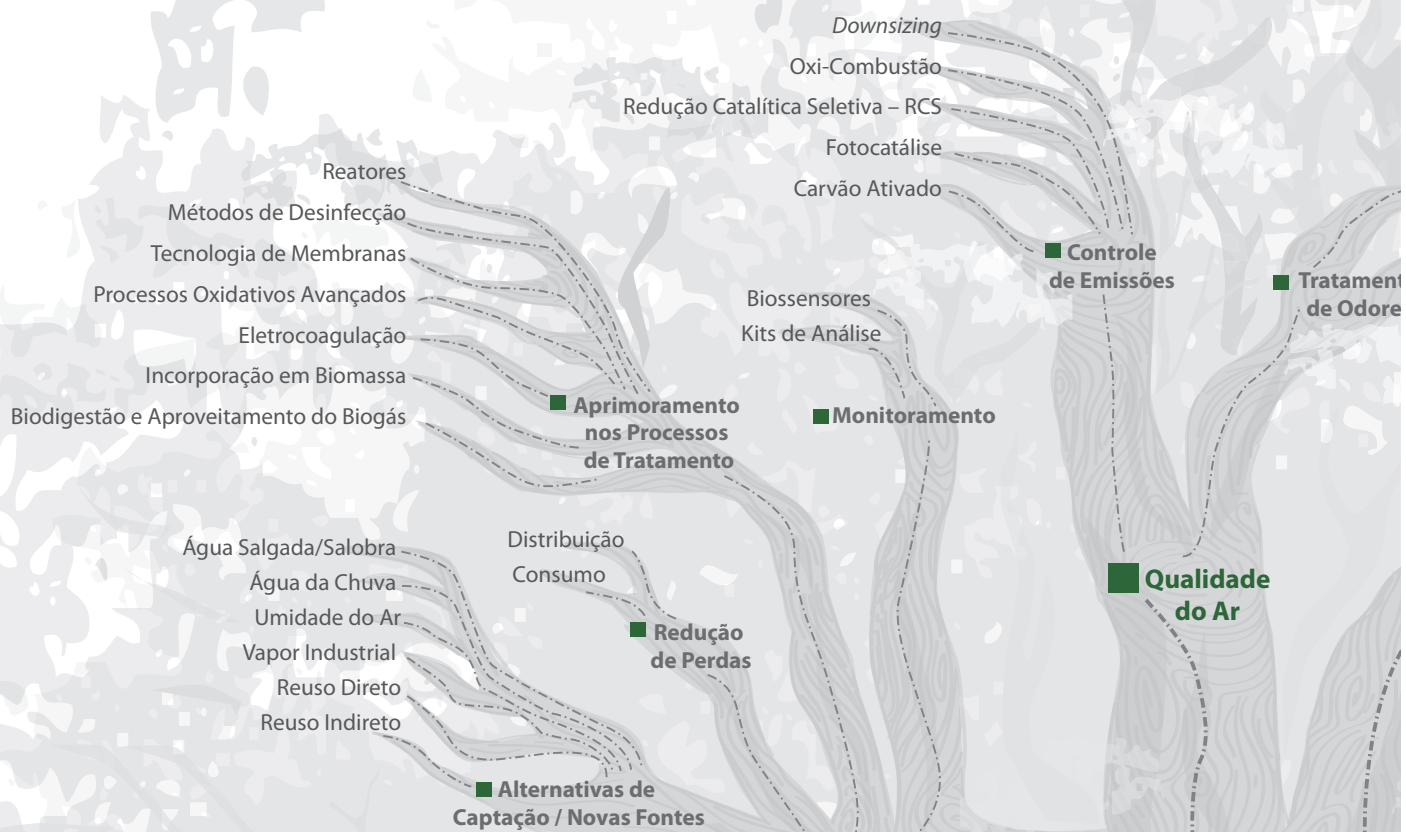 Downsizing
Oxi-Combustão
Redução Catalítica Seletiva – RCS
Fotocatálise
Carvão Ativado
Controle
de Emissões
Reatores
Métodos de Desinfecção
Tecnologia de Membranas
Processos Oxidativos Avançados
Eletrocoagulação
Incorporação em Biomassa
Biodigestão e Aproveitamento do Biogás
Aprimoramento
nos Processos
de Tratamento
Biossensores
Kits de Análise
Monitoramento
Tratament
de Odore
Qualidade
do Ar
Água Salgada/Salobra
Água da Chuva
Umidade do Ar
Vapor Industrial
Reuso Direto
Reuso Indireto
Alternativas de
Captação / Novas Fontes
Distribuição
Consumo
Redução
de Perdas